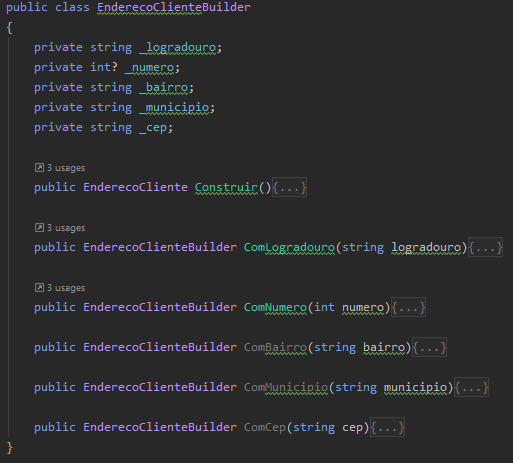 public class EnderecoClienteBuilder
{
private string _logradouro;
private int? _numero;
private string _bairro;
private string _municipio;
private string _cep;
3 usages
public EnderecoCliente Construir(){...}
3 usages
public EnderecoClienteBuilder ComLogradouro(string logradouro){...}
3 usages
public EnderecoClienteBuilder ComNumero(int numero){...}
public EnderecoClienteBuilder ComBairro(string bairro){...}
public EnderecoClienteBuilder ComMunicipio(string municipio){...}
public EnderecoClienteBuilder ComCep(string cep){...}
}